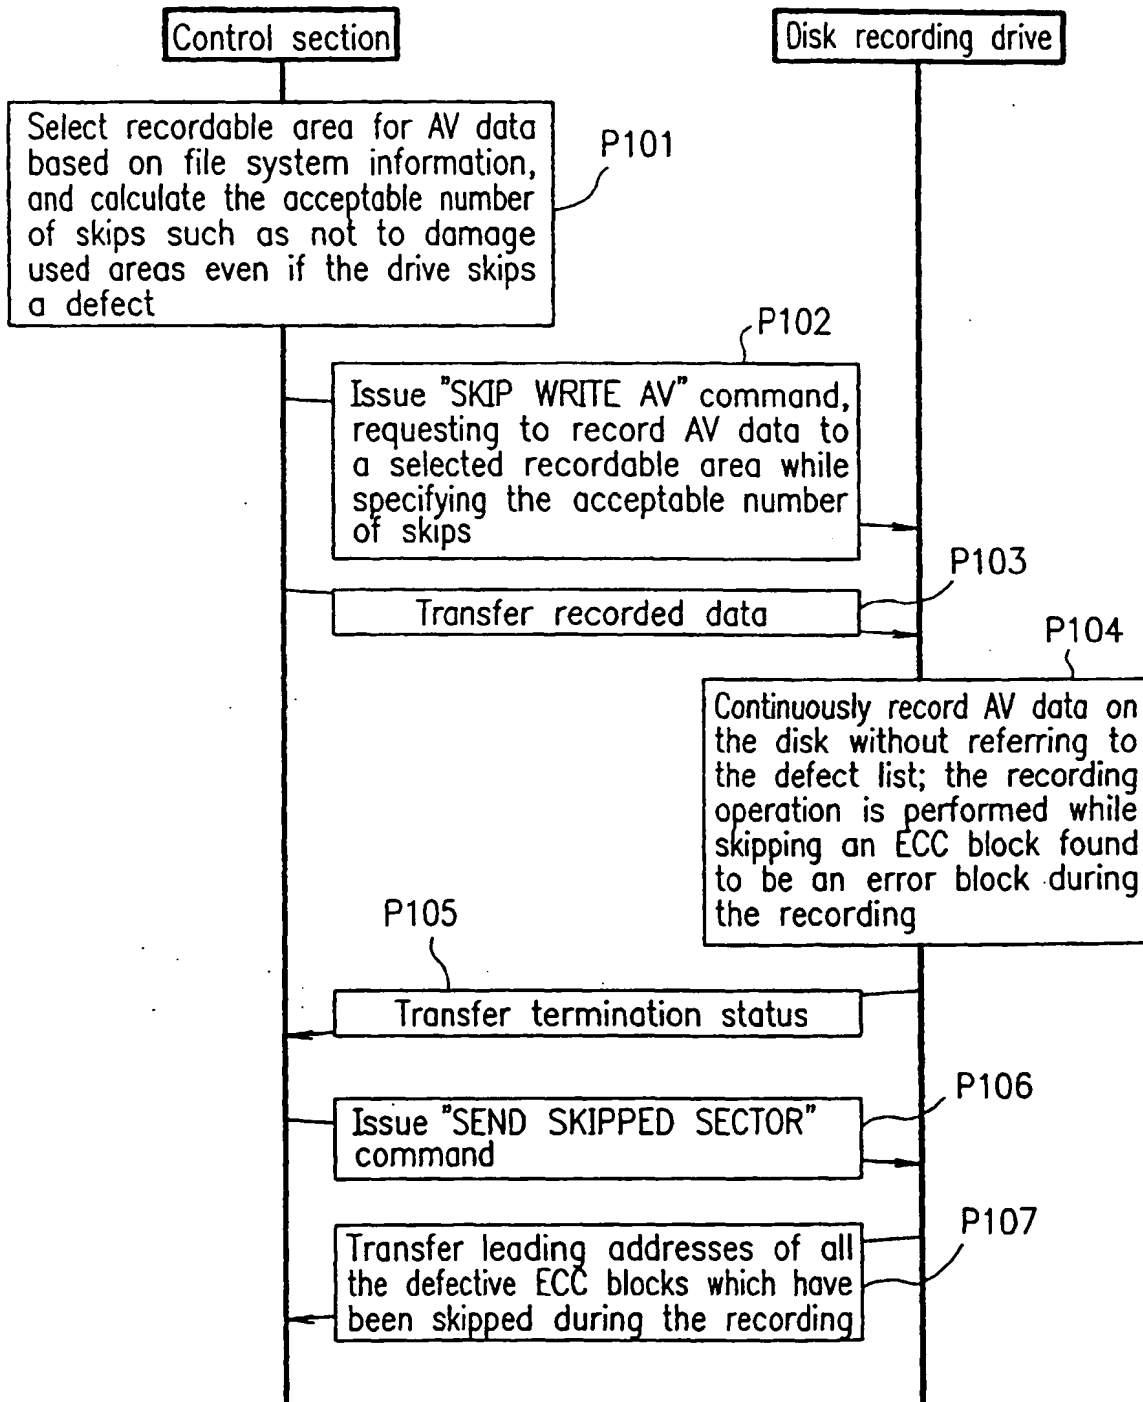 Control section
Disk recording drive
Select recordable area for AV data
based on file system information,
and calculate the acceptable number
of skips such as not to damage
used areas even if the drive skips
a defect
P101
P102
Issue "SKIP WRITE AV" command,
requesting to record AV data to
a selected recordable area while
specifying the acceptable number
of skips
P103
Transfer recorded data
P104
Continuously record AV data on
the disk without referring to
the defect list; the recording
operation is performed while
skipping an ECC block found
to be an error block during
the recording
P105
Transfer termination status
P106
Issue "SEND SKIPPED SECTOR"
command
P107
Transfer leading addresses of all
the defective ECC blocks which have
been skipped during the recording